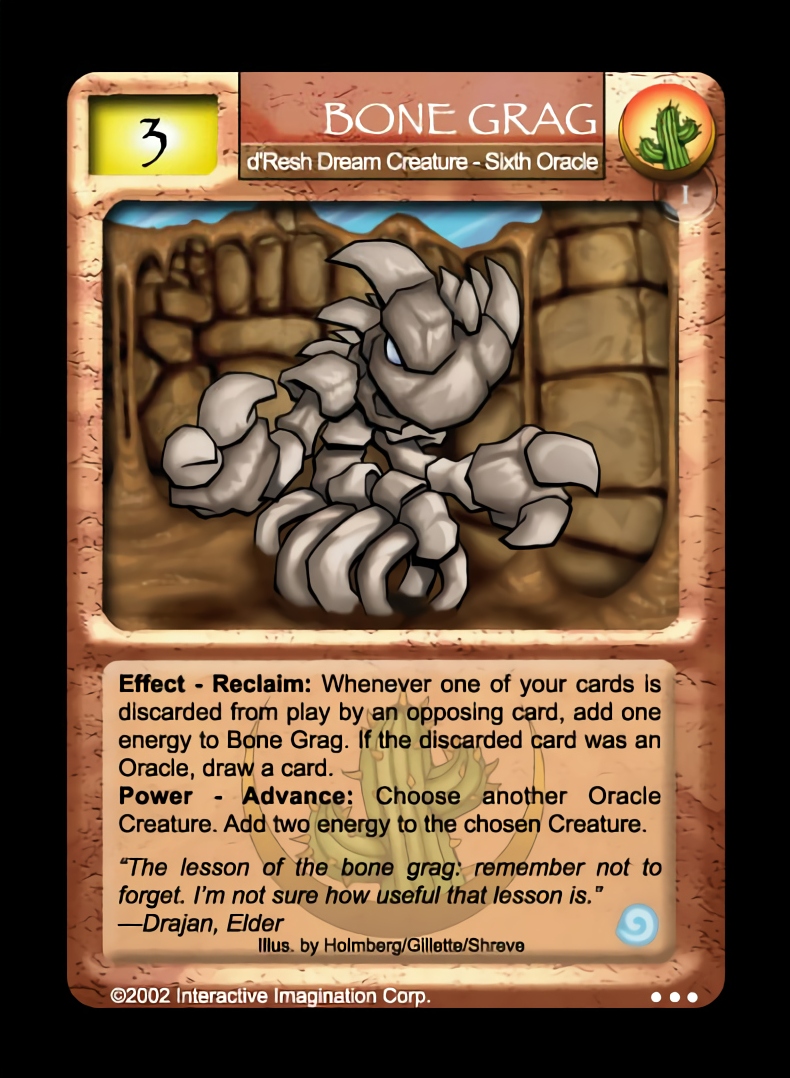 3
BONE GRAG
d'Resh Dream Creature - Sixth Oracle
I
Effect - Reclaim: Whenever one of your cards is
discarded from play by an opposing card, add one
energy to Bone Grag. If the discarded card was an
Oracle, draw a card.
Power - Advance: Choose another Oracle
Creature. Add two energy to the chosen Creature.
“The lesson of the bone grag: remember not to
forget. I’m not sure how useful that lesson is.”
—Drajan, Elder
Illus. by Holmberg/Gillette/Shreve
©2002 Interactive Imagination Corp.